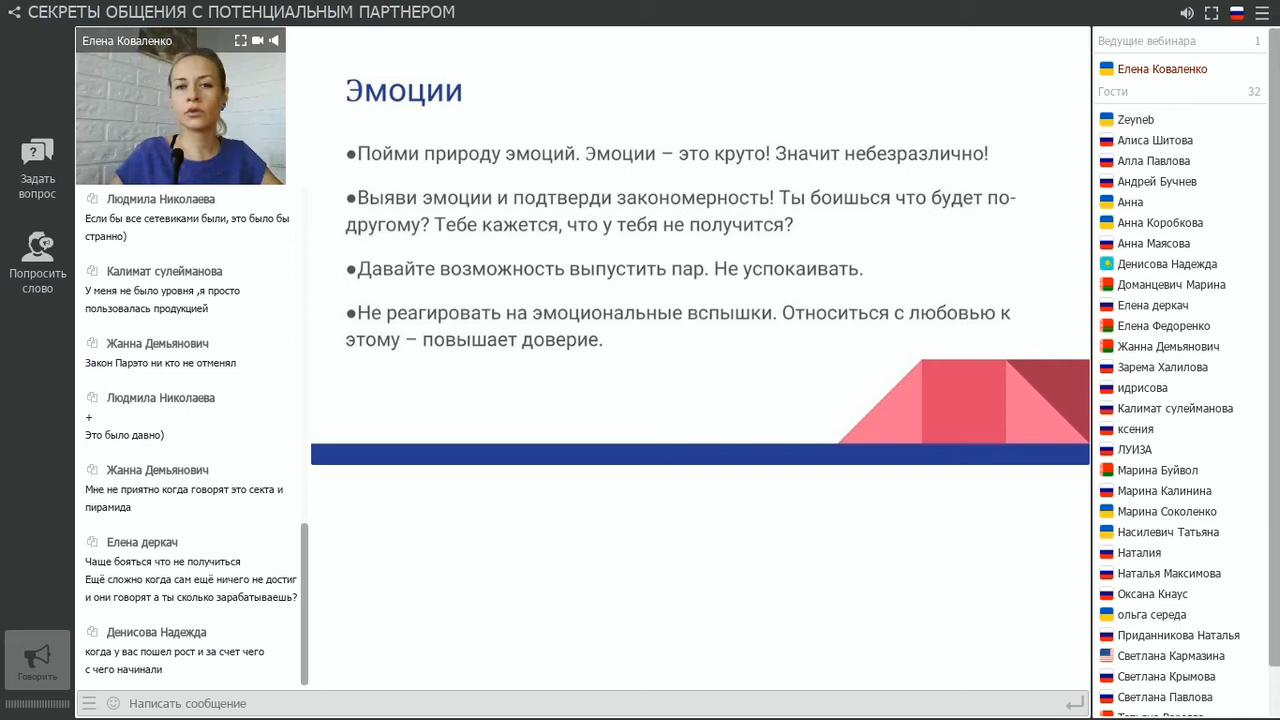 СЕКРЕТЫ ОБЩЕНИЯ С ПОТЕНЦИАЛЬНЫМ ПАРТНЕРОМ
Елена Коваленко
Задать
вопрос
Попросить
слово
Говорить
Людмила Николаева
Если бы все сетевиками были, это было бы
странно)
Калимат сулейманова
У меня не было уровня ,я просто
пользовалась продукцией
Жанна Демьянович
Закон Парэто ни кто не отменял
Людмила Николаева
+
Это было давно)
Жанна Демьянович
Мне не приятно когда говорят это секта и
пирамида
Елена деркач
Чаще бояться что не получиться
Ещё сложно когда сам ещё ничего не достиг
и они говорят а ты сколько зарабатываешь?
Денисова Надежда
когда у вас пошел рост и за счет чего
с чего начинали
Написать сообщение
Эмоции
●Пойми природу эмоций. Эмоции – это круто! Значит небезразлично!
●Выяви эмоции и подтверди закономерность! Ты боишься что будет по-
другому? Тебе кажется, что у тебя не получится?
●Давайте возможность выпустить пар. Не успокаивать.
●Не реагировать на эмоциональные вспышки. Относиться с любовью к
этому – повышает доверие.
Ведущие вебинара 1
Елена Коваленко
Гости 32
Zeyneb
Алиса Шитова
Алла Павлова
Андрей Бучнев
Анна
Анна Коробкова
Анна Маясова
Денисова Надежда
Доманцевич Марина
Елена деркач
Елена Федоренко
Жанна Демьянович
Зарема Халилова
идрисова
Калимат сулейманова
ксения
ЛУИЗА
Марина Буйвол
Марина Калинина
Марина Соколенко
Насилевич Татьяна
Наталия
Наталья Максимова
Оксана Кнаус
ольга середа
Приданникова Наталья
Светлана Кармазина
Светлана Крымова
Светлана Павлова